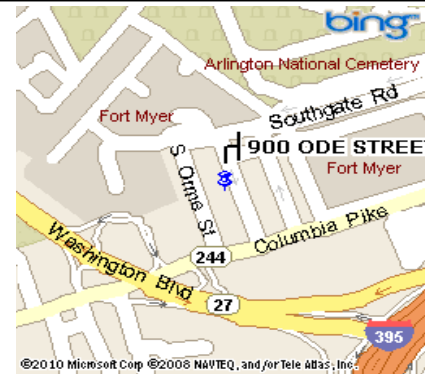 bing™
Arlington National Cemetery
Southgate Rd
Fort Myer
900 ODE STREET
Fort Myer
S Orme St
Columbia Pike
244
Washington Blvd
27
395
©2010 Microsoft Corp ©2008 NAVTEQ, and/or Tele Atlas, Inc.